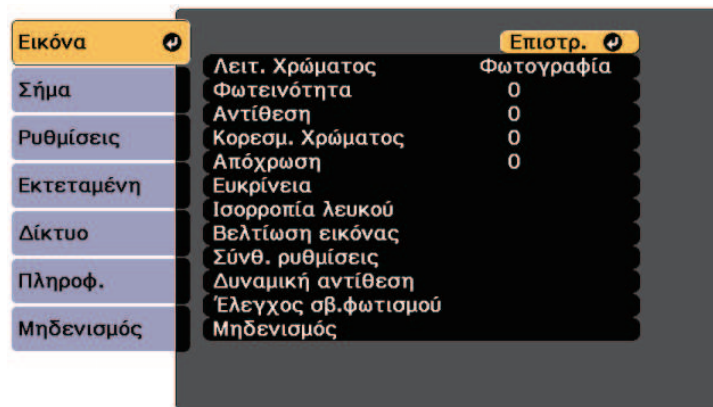 Εικόνα
Σήμα
Ρυθμίσεις
Εκτεταμένη
Δίκτυο
Πληροφ.
Μηδενισμός
Επιστρ.
Λειτ. Χρώματος Φωτογραφία
Φωτεινότητα 0
Αντίθεση 0
Κορεσμ. Χρώματος 0
Απόχρωση 0
Ευκρίνεια
Ισορροπία λευκού
Βελτίωση εικόνας
Σύνθ. ρυθμίσεις
Δυναμική αντίθεση
Έλεγχος σβ.φωτισμού
Μηδενισμός